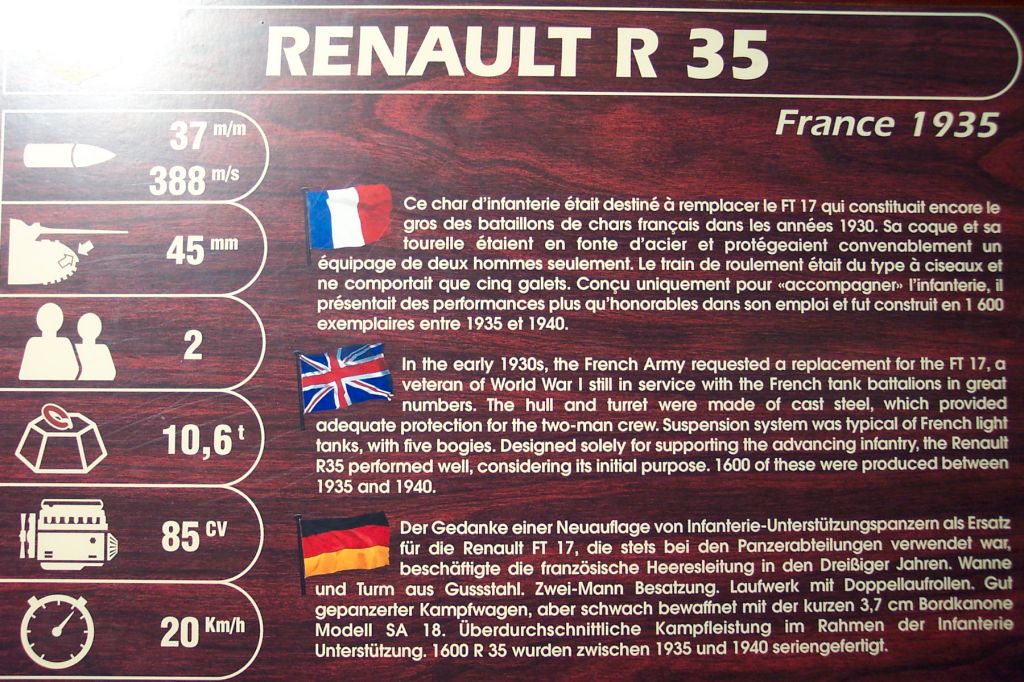 RENAULT R 35
France 1935
37 m/m
388 m/s
45 mm
2
10,6 t
85 CV
20 Km/h
Ce char d'infanterie était destiné à remplacer le FT 17 qui constituait encore le
gros des bataillons de chars français dans les années 1930. Sa coque et sa
tourelle étaient en fonte d'acier et protégeaient convenablement un
équipage de deux hommes seulement. Le train de roulement était du type à ciseaux et
ne comportait que cinq galets. Conçu uniquement pour «accompagner» l'infanterie, il
présentait des performances plus qu'honorables dans son emploi et fut construit en 1 600
exemplaires entre 1935 et 1940.
In the early 1930s, the French Army requested a replacement for the FT 17, a
veteran of World War I still in service with the French tank battalions in great
numbers. The hull and turret were made of cast steel, which provided
adequate protection for the two-man crew. Suspension system was typical of French light
tanks, with five bogies. Designed solely for supporting the advancing infantry, the Renault
R35 performed well, considering its initial purpose. 1600 of these were produced between
1935 and 1940.
Der Gedanke einer Neuauflage von Infanterie-Unterstützungspanzern als Ersatz
für die Renault FT 17, die stets bei den Panzerabteilungen verwendet war,
beschäftigte die französische Heeresleitung in den Dreißiger Jahren. Wanne
und Turm aus Gussstahl. Zwei-Mann Besatzung. Laufwerk mit Doppellaufrollen. Gut
gepanzerter Kampfwagen, aber schwach bewaffnet mit der kurzen 3,7 cm Bordkanone
Modell SA 18. Überdurchschnittliche Kampfleistung im Rahmen der Infanterie
Unterstützung. 1600 R 35 wurden zwischen 1935 und 1940 seriengefertigt.